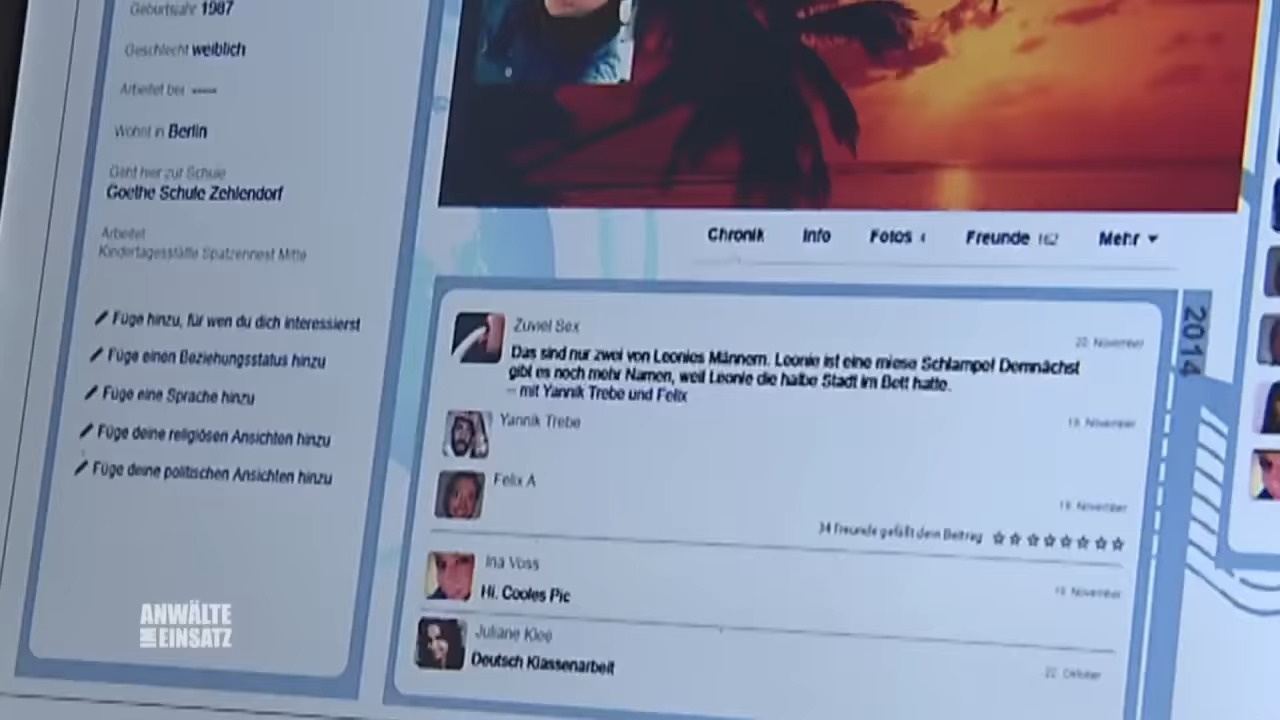 Geburtsjahr 1987
Geschlecht weiblich
Arbeitet bei -----
Wohnt in Berlin
Geht hier zur Schule
Goethe Schule Zehlendorf
Arbeitet
Kindertagesstätte Spatzennest Mitte
Füge hinzu, für wen du dich interessierst
Füge einen Beziehungsstatus hinzu
Füge eine Sprache hinzu
Füge deine religiösen Ansichten hinzu
Füge deine politischen Ansichten hinzu
Chronik Info Fotos 4 Freunde 162 Mehr
2014
Zuviel Sex
20. November
Das sind nur zwei von Leonies Männern. Leonie ist eine miese Schlampe! Demnächst
gibt es noch mehr Namen, weil Leonie die halbe Stadt im Bett hatte.
– mit Yannik Trebe und Felix
Yannik Trebe
19. November
Felix A
19. November
34 Freunde gefällt dein Beitrag
Ina Voss
19. November
Hi. Cooles Pic
Juliane Klee
22. Oktober
Deutsch Klassenarbeit
ANWÄLTE
IM EINSATZ